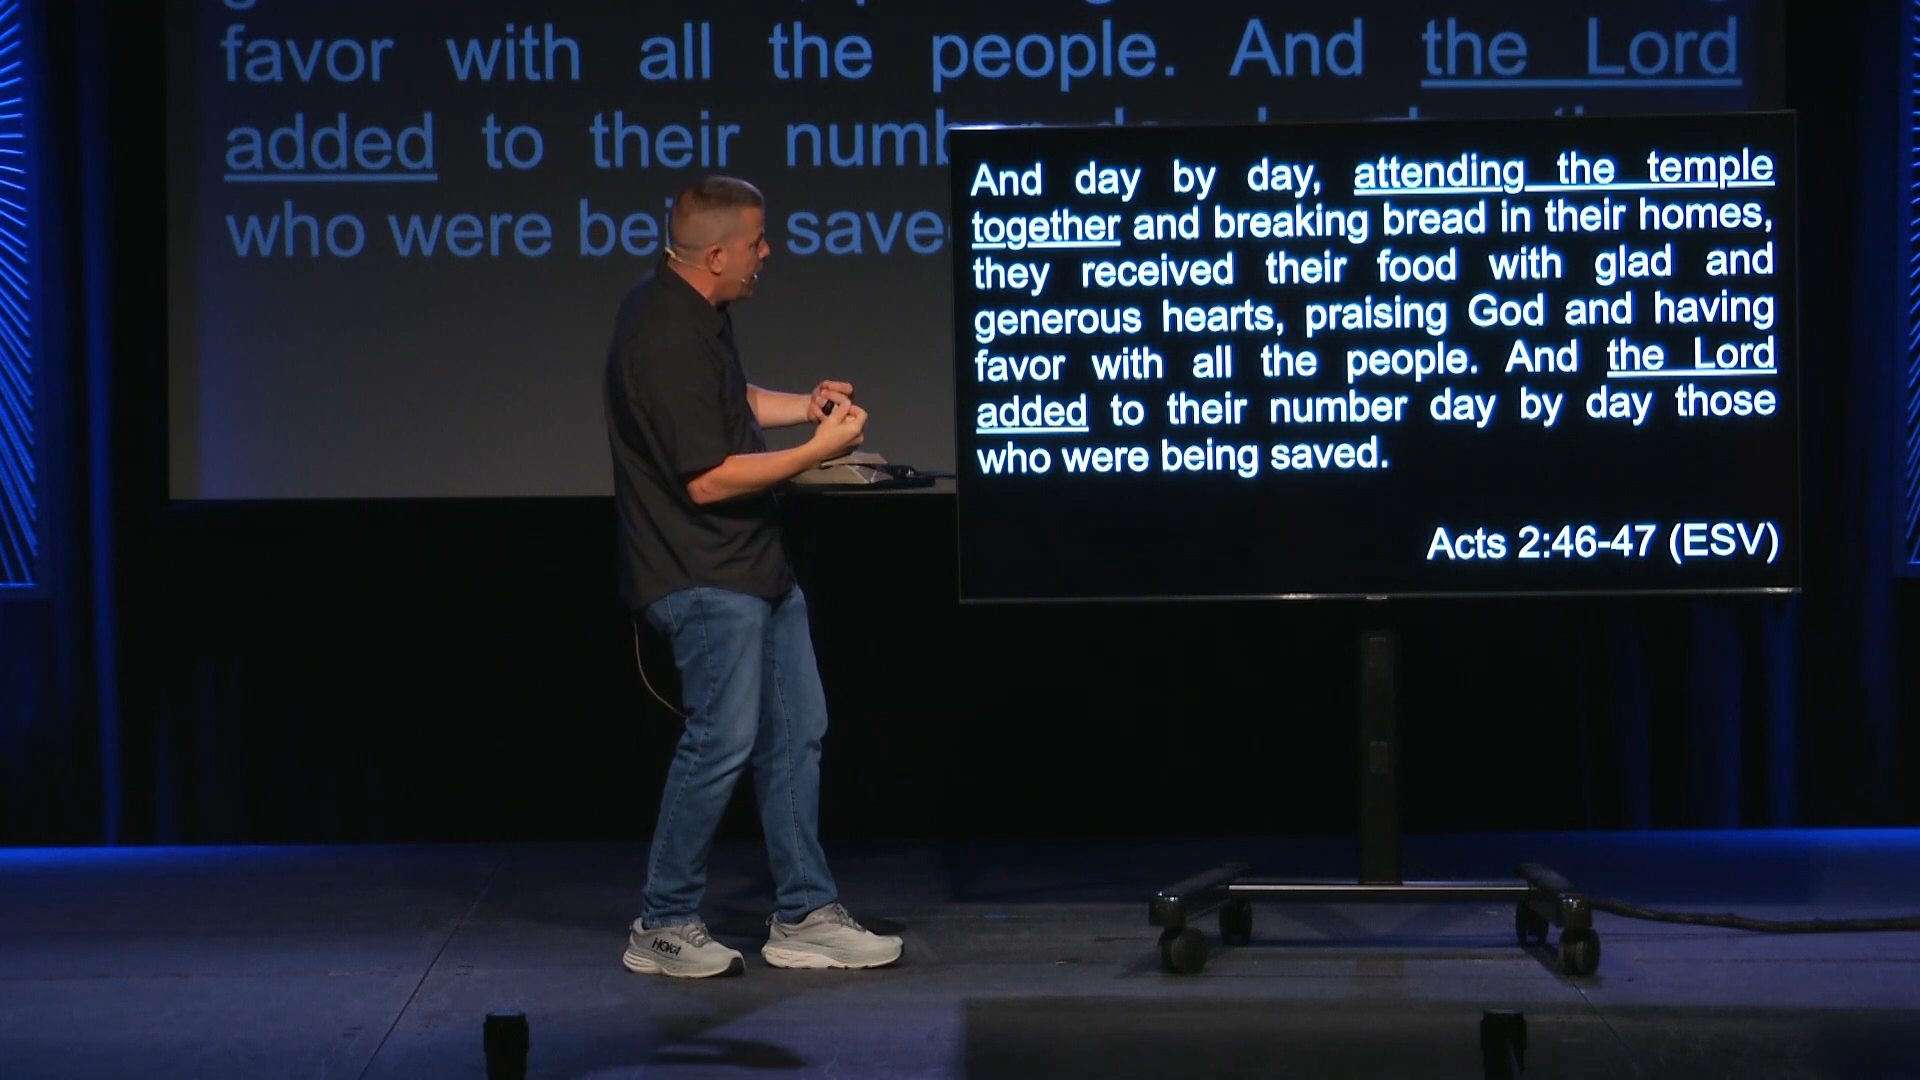 favor with all the people. And the Lord
added to their
who were saved
And day by day, attending the temple
together and breaking bread in their homes,
they received their food with glad and
generous hearts, praising God and having
favor with all the people. And the Lord
added to their number day by day those
who were being saved.
Acts 2:46-47 (ESV)
HOKA